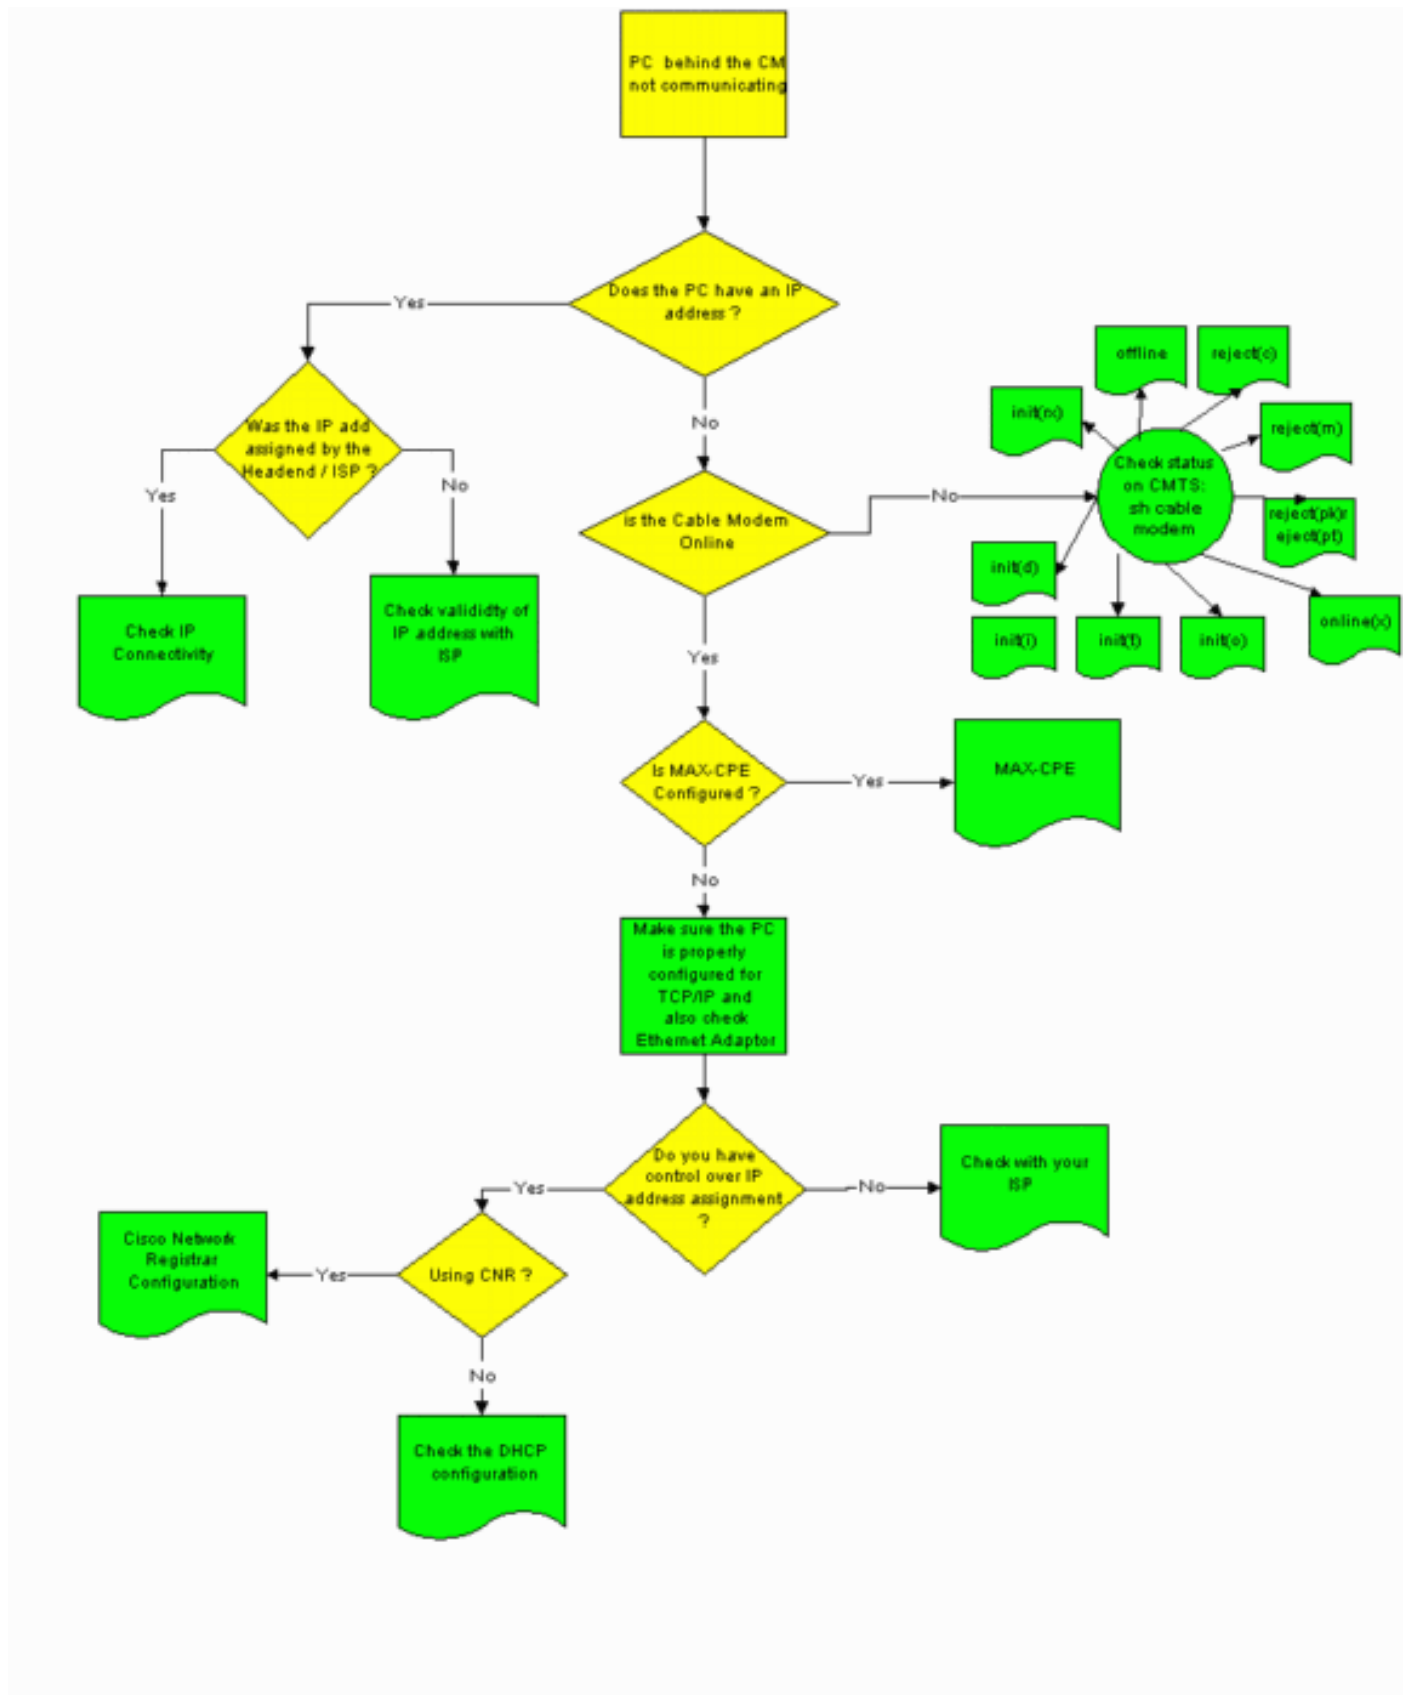 PC behind the CM
not communicating
Does the PC have an IP
address ?
Yes
No
Was the IP add
assigned by the
Headend / ISP ?
Yes
No
Check IP
Connectivity
Check valididty of
IP address with
ISP
is the Cable Modem
Online
No
Yes
Check status
on CMTS:
sh cable
modem
offline
reject(c)
init(rx)
reject(m)
reject(pk)r
eject(pt)
init(d)
init(i)
init(t)
init(o)
online(x)
Is MAX-CPE
Configured ?
Yes
MAX-CPE
No
Make sure the PC
is properly
configured for
TCP/IP and
also check
Ethernet Adaptor
Do you have
control over IP
address assignment
?
Yes
No
Check with your
ISP
Using CNR ?
Yes
Cisco Network
Registrar
Configuration
No
Check the DHCP
configuration